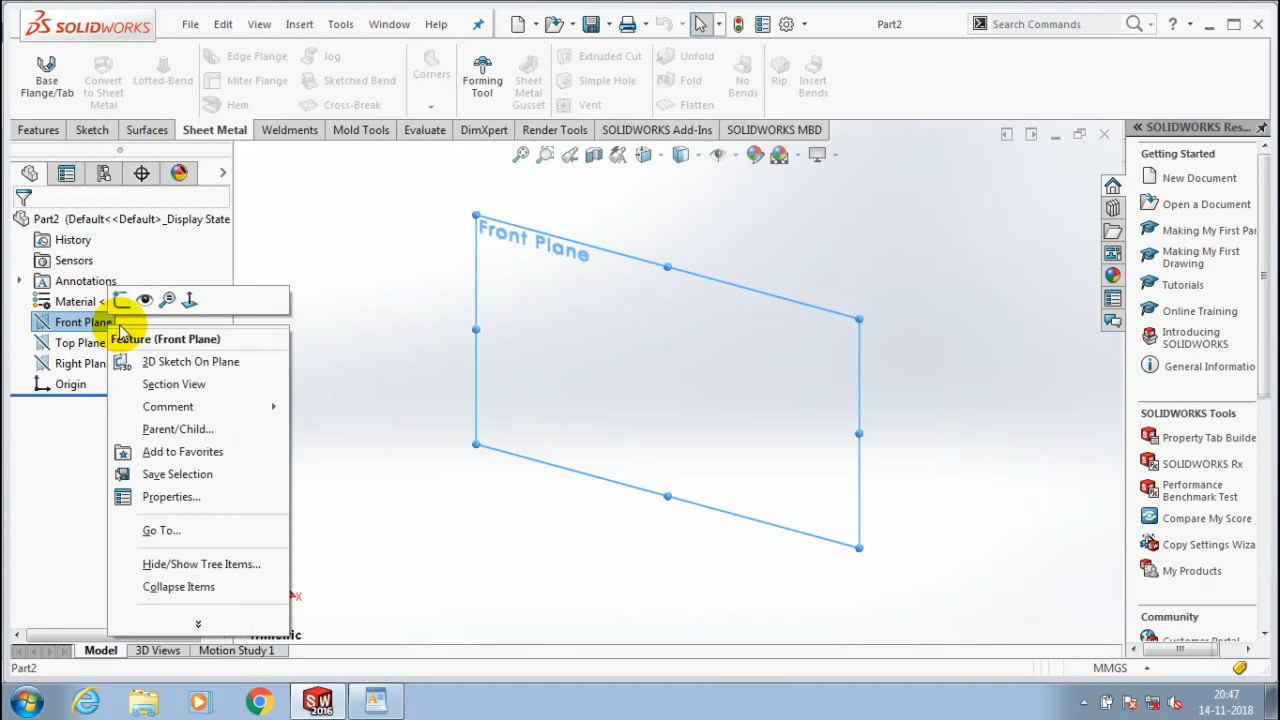 SOLIDWORKS File Edit View Insert Tools Window Help Part2 Search Commands ?
Base Flange/Tab
Convert to Sheet Metal
Lofted-Bend
Edge Flange
Miter Flange
Hem
Jog
Sketched Bend
Cross-Break
Corners
Forming Tool
Sheet Metal Gusset
Extruded Cut
Simple Hole
Vent
Unfold
Fold
Flatten
No Bends
Rip
Insert Bends
Features Sketch Surfaces Sheet Metal Weldments Mold Tools Evaluate DimXpert Render Tools SOLIDWORKS Add-Ins SOLIDWORKS MBD
Part2 (Default<<Default>_Display State
History
Sensors
Annotations
Material <
Front Plane
Top Plane
Right Plan
Origin
Feature (Front Plane)
3D Sketch On Plane
Section View
Comment
Parent/Child...
Add to Favorites
Save Selection
Properties...
Go To...
Hide/Show Tree Items...
Collapse Items
Front Plane
X
SOLIDWORKS Res...
Getting Started
New Document
Open a Document
Making My First Par
Making My First
Drawing
Tutorials
Online Training
Introducing
SOLIDWORKS
General Informatio
SOLIDWORKS Tools
Property Tab Builde
SOLIDWORKS Rx
Performance
Benchmark Test
Compare My Score
Copy Settings Wiza
My Products
Community
Model 3D Views Motion Study 1
Part2 MMGS
SW 2016
20:47
14-11-2018